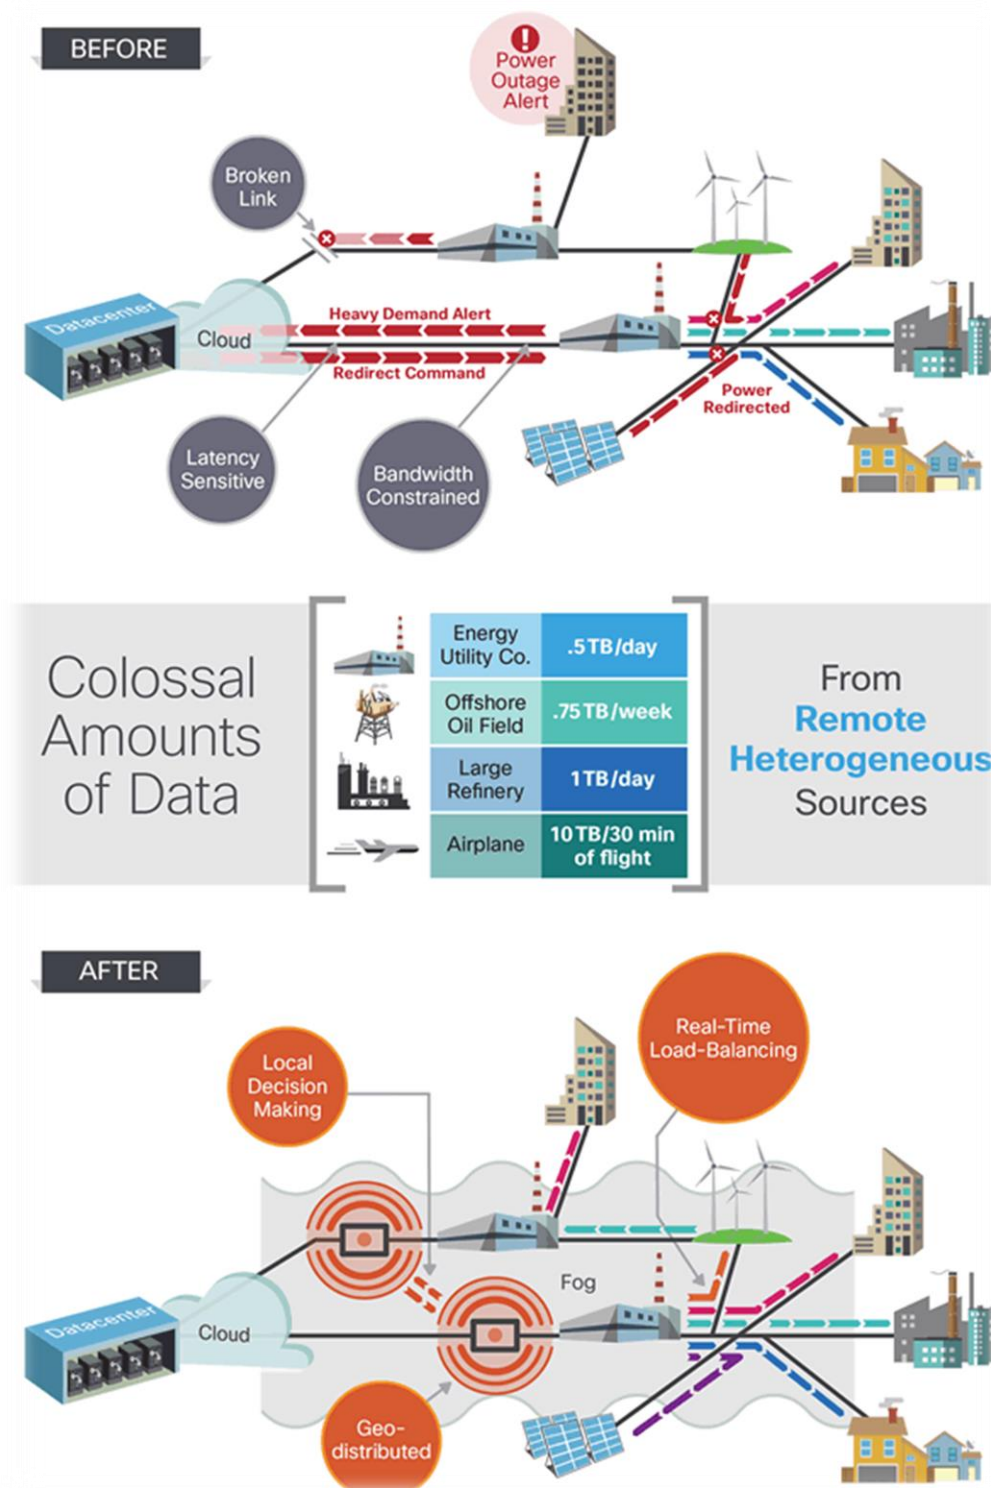 BEFORE
Power
Outage
Alert
Broken
Link
Datacenter
Cloud
Heavy Demand Alert
Redirect Command
Power
Redirected
Latency
Sensitive
Bandwidth
Constrained
Colossal
Amounts
of Data
Energy
Utility Co.
.5TB/day
Offshore
Oil Field
.75TB/week
Large
Refinery
1TB/day
Airplane
10TB/30 min
of flight
From
Remote
Heterogeneous
Sources
AFTER
Local
Decision
Making
Real-Time
Load-Balancing
Fog
Datacenter
Cloud
Geo-
distributed